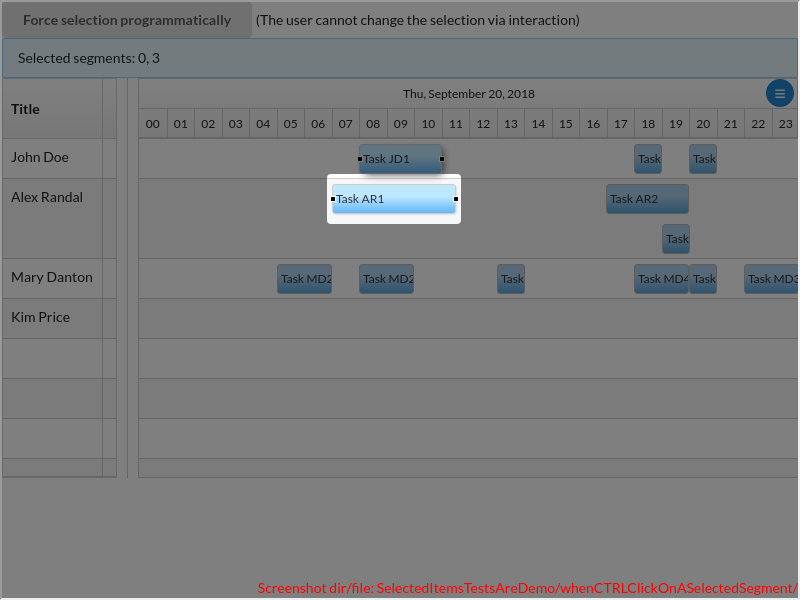 Force selection programmatically (The user cannot change the selection via interaction)
Selected segments: 0, 3
Title
Thu, September 20, 2018
00 01 02 03 04 05 06 07 08 09 10 11 12 13 14 15 16 17 18 19 20 21 22 23
John Doe
Task JD1 Task Task
Alex Randal
Task AR1 Task AR2
Task
Mary Danton
Task MD2 Task MD2 Task Task MD4 Task Task MD3
Kim Price
Screenshot dir/file: SelectedItemsTestsAreDemo/whenCTRLClickOnASelectedSegment/